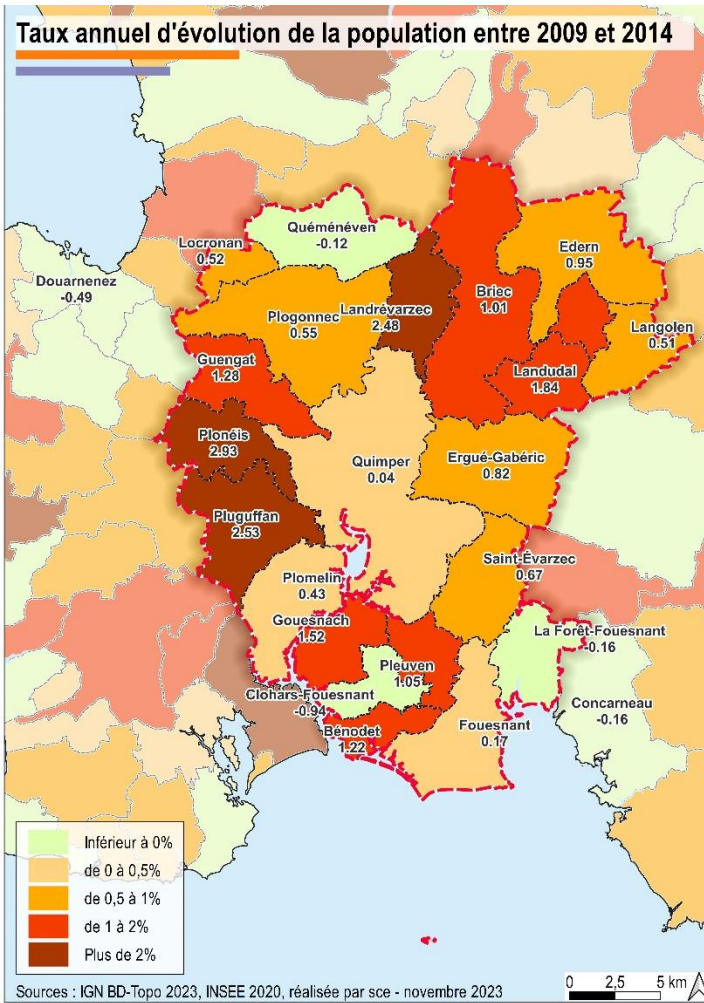 Taux annuel d'évolution de la population entre 2009 et 2014
Quéménéven
-0.12
Locronan
0.52
Edern
0.95
Douarnenez
-0.49
Briec
1.01
Plogonnec
0.55
Landrévarzec
2.48
Langolen
0.51
Guengat
1.28
Landudal
1.84
Plonéis
2.93
Quimper
0.04
Ergué-Gabéric
0.82
Pluguffan
2.53
Saint-Évarzec
0.67
Plomelin
0.43
Gouesnach
1.52
La Forêt-Fouesnant
-0.16
Pleuven
1.05
Clohars-Fouesnant
-0.94
Concarneau
-0.16
Fouesnant
0.17
Bénodet
1.22
Inférieur à 0%
de 0 à 0,5%
de 0,5 à 1%
de 1 à 2%
Plus de 2%
0 2,5 5 km
Sources : IGN BD-Topo 2023, INSEE 2020, réalisée par sce - novembre 2023